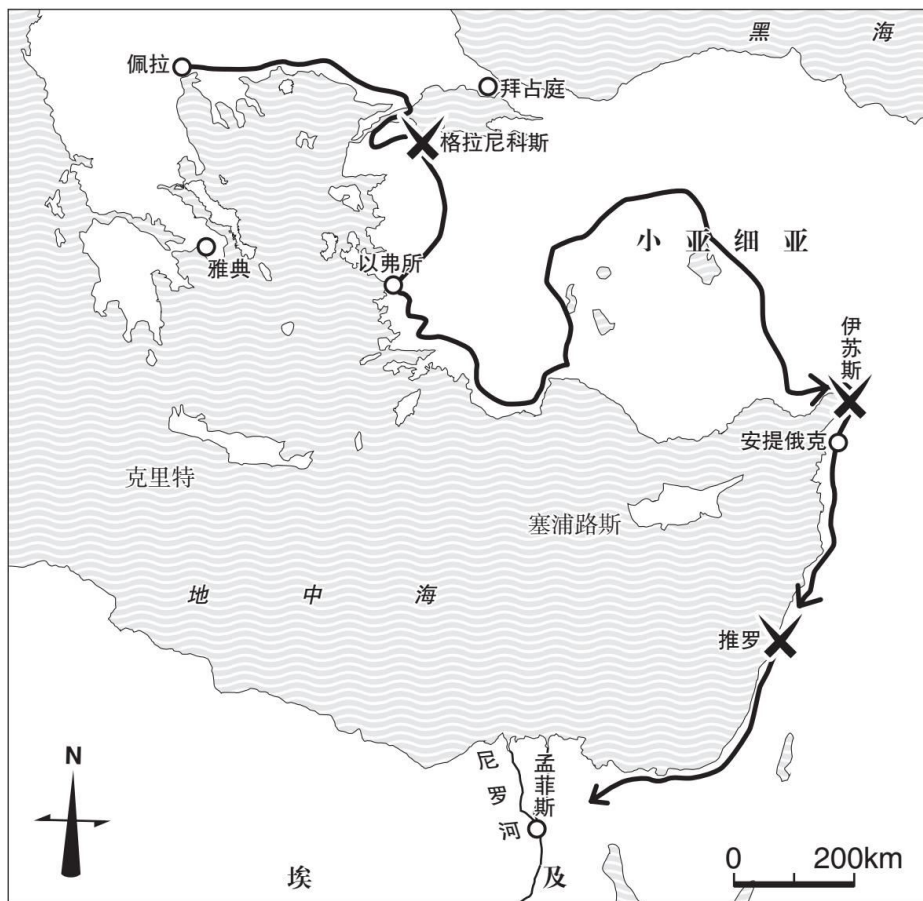 黑 海
佩拉
拜占庭
格拉尼科斯
小 亚 细 亚
雅典
以弗所
伊苏斯
安提俄克
克里特
塞浦路斯
地 中 海
推罗
N
尼罗河
孟菲斯
0 200km
埃 及